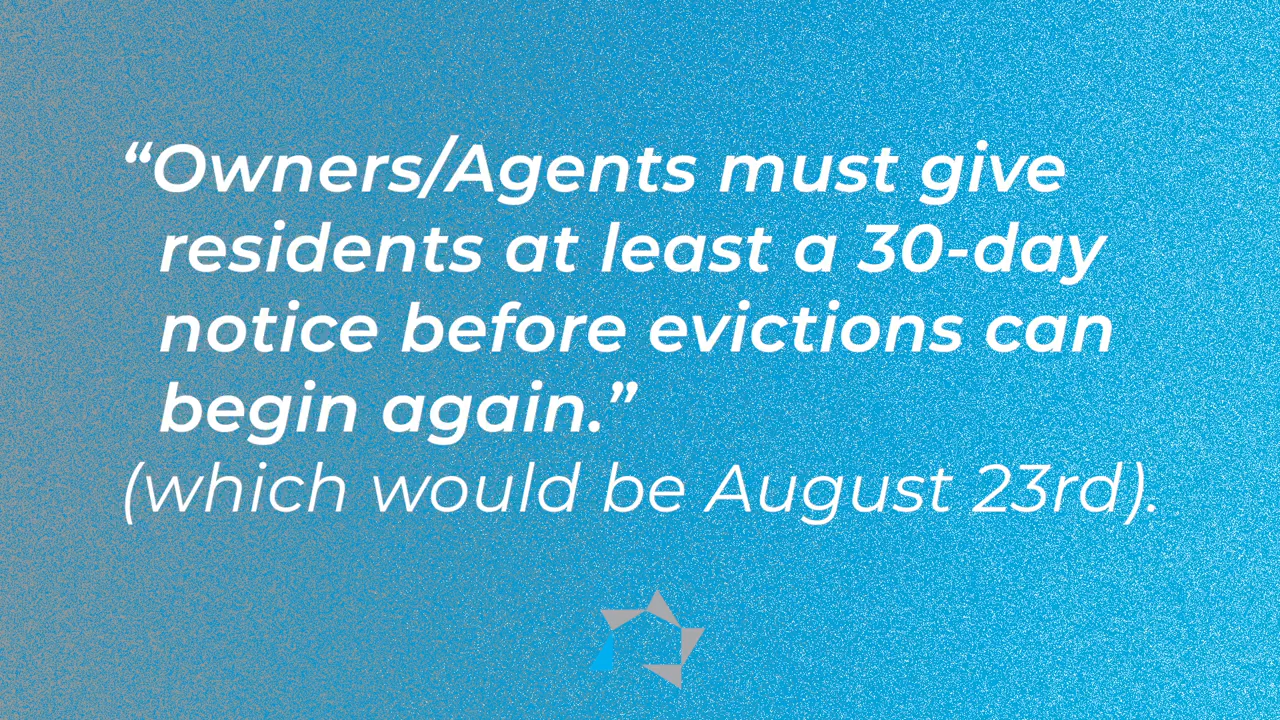 “Owners/Agents must give
residents at least a 30-day
notice before evictions can
begin again.”
(which would be August 23rd).